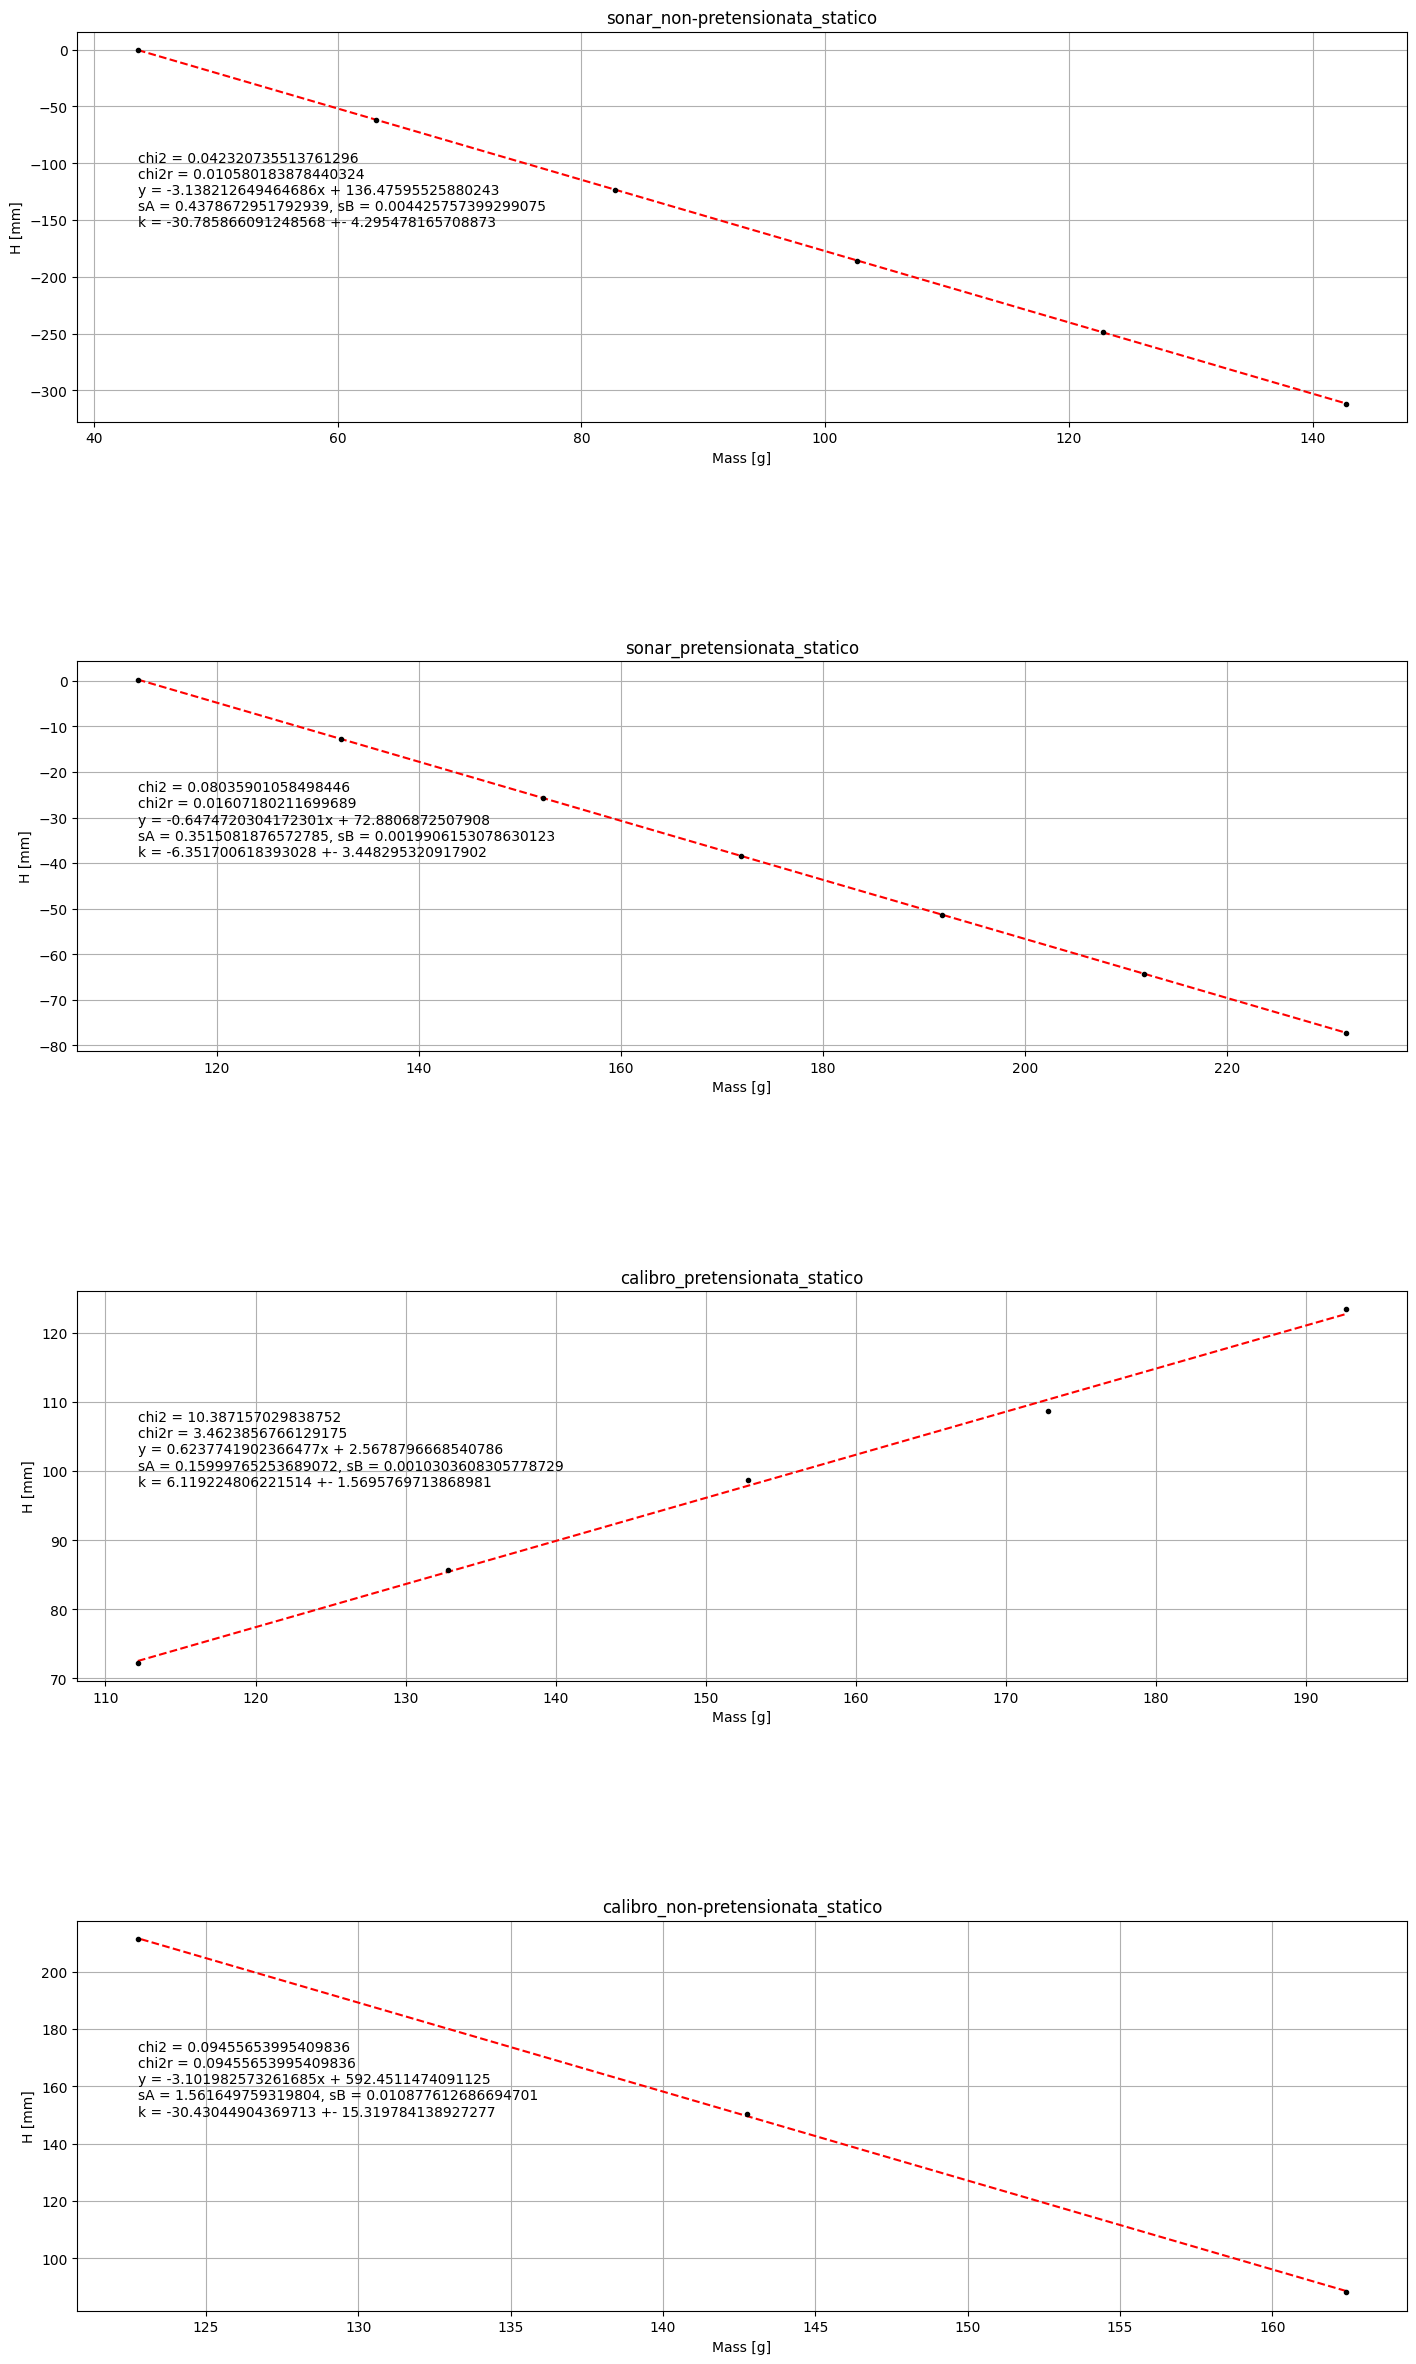 sonar_non-pretensionata_statico
0
−50
−100
−150
−200
−250
−300
H [mm]
chi2 = 0.042320735513761296
chi2r = 0.010580183878440324
y = -3.138212649464686x + 136.47595525880243
sA = 0.4378672951792939, sB = 0.004425757399299075
k = -30.785866091248568 +- 4.295478165708873
40 60 80 100 120 140
Mass [g]
sonar_pretensionata_statico
0
−10
−20
−30
−40
−50
−60
−70
−80
H [mm]
chi2 = 0.08035901058498446
chi2r = 0.01607180211699689
y = -0.6474720304172301x + 72.8806872507908
sA = 0.3515081876572785, sB = 0.0019906153078630123
k = -6.351700618393028 +- 3.448295320917902
120 140 160 180 200 220
Mass [g]
calibro_pretensionata_statico
120
110
100
90
80
70
H [mm]
chi2 = 10.387157029838752
chi2r = 3.4623856766129175
y = 0.6237741902366477x + 2.5678796668540786
sA = 0.15999765253689072, sB = 0.0010303608305778729
k = 6.119224806221514 +- 1.5695769713868981
110 120 130 140 150 160 170 180 190
Mass [g]
calibro_non-pretensionata_statico
200
180
160
140
120
100
H [mm]
chi2 = 0.09455653995409836
chi2r = 0.09455653995409836
y = -3.101982573261685x + 592.4511474091125
sA = 1.561649759319804, sB = 0.010877612686694701
k = -30.43044904369713 +- 15.319784138927277
125 130 135 140 145 150 155 160
Mass [g]